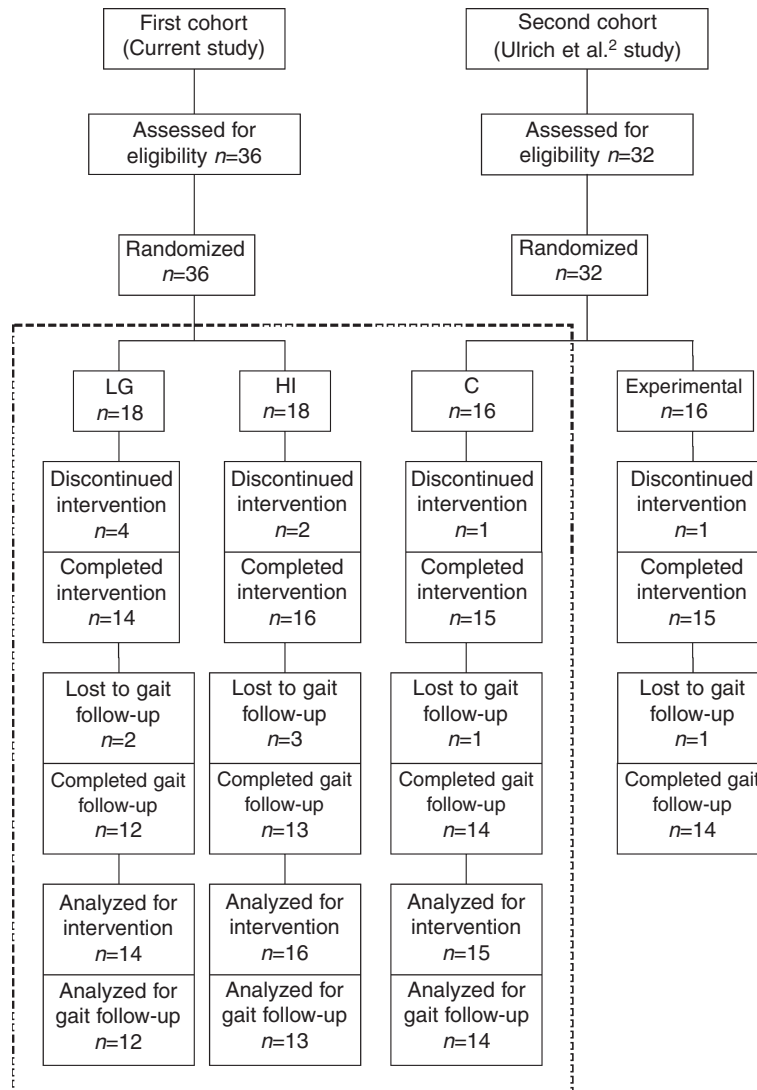 First cohort
(Current study)
Second cohort
(Ulrich et al.² study)
Assessed for
eligibility n=36
Assessed for
eligibility n=32
Randomized
n=36
Randomized
n=32
LG
n=18
HI
n=18
C
n=16
Experimental
n=16
Discontinued
intervention
n=4
Completed
intervention
n=14
Discontinued
intervention
n=2
Completed
intervention
n=16
Discontinued
intervention
n=1
Completed
intervention
n=15
Discontinued
intervention
n=1
Completed
intervention
n=15
Lost to gait
follow-up
n=2
Completed gait
follow-up
n=12
Lost to gait
follow-up
n=3
Completed gait
follow-up
n=13
Lost to gait
follow-up
n=1
Completed gait
follow-up
n=14
Lost to gait
follow-up
n=1
Completed gait
follow-up
n=14
Analyzed for
intervention
n=14
Analyzed for
gait follow-up
n=12
Analyzed for
intervention
n=16
Analyzed for
gait follow-up
n=13
Analyzed for
intervention
n=15
Analyzed for
gait follow-up
n=14